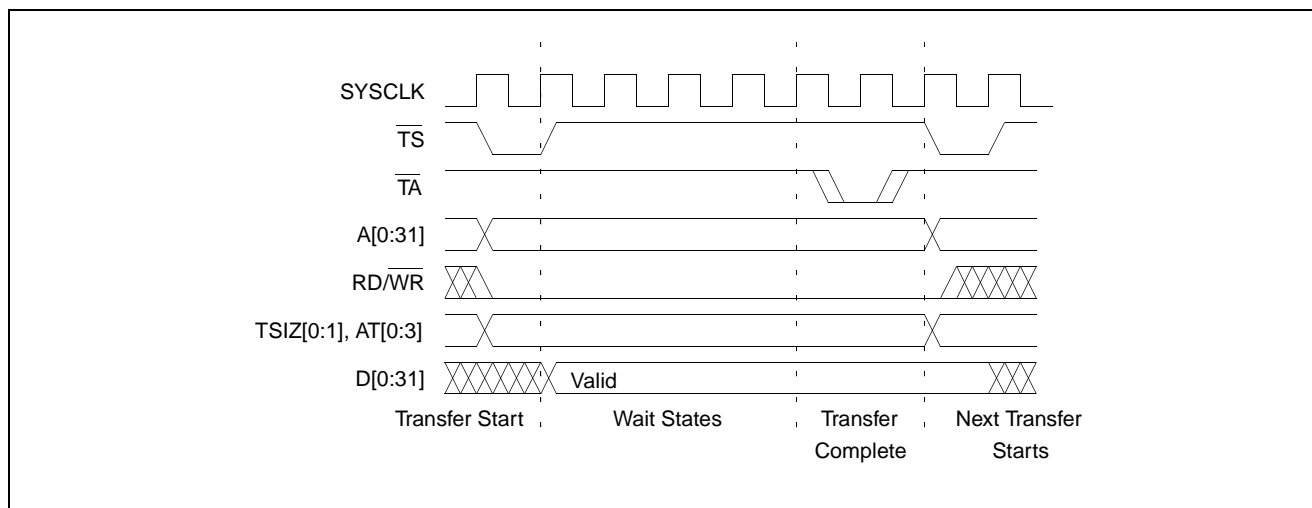 SYSCLK
TS
TA
A[0:31]
RD/WR
TSIZ[0:1], AT[0:3]
D[0:31]
Valid
Transfer Start
Wait States
Transfer
Complete
Next Transfer
Starts